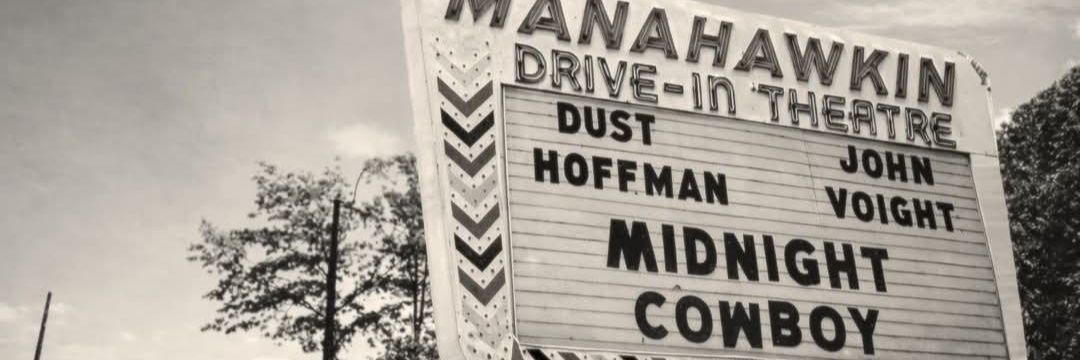 MANAHAWKIN
DRIVE-IN THEATRE
DUST
JOHN
HOFFMAN
VOIGHT
MIDNIGHT
COWBOY